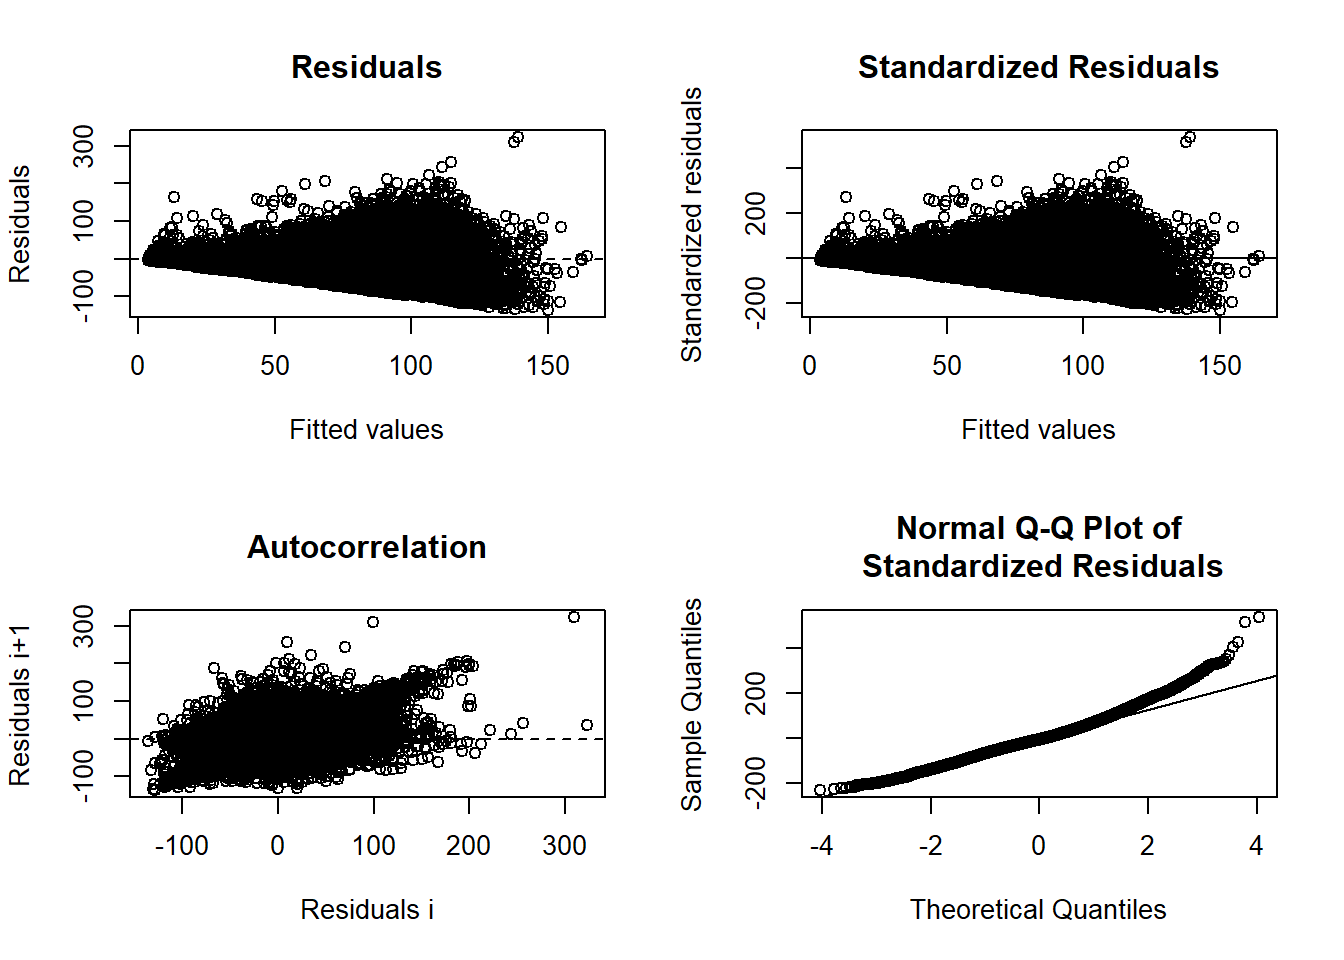 Residuals
Residuals
300
100
-100
0
50
100
150
Fitted values
Standardized Residuals
Standardized residuals
200
-200
0
50
100
150
Fitted values
Autocorrelation
Residuals i+1
300
100
-100
-100
0
100
200
300
Residuals i
Normal Q-Q Plot of
Standardized Residuals
Sample Quantiles
200
-200
-4
-2
0
2
4
Theoretical Quantiles